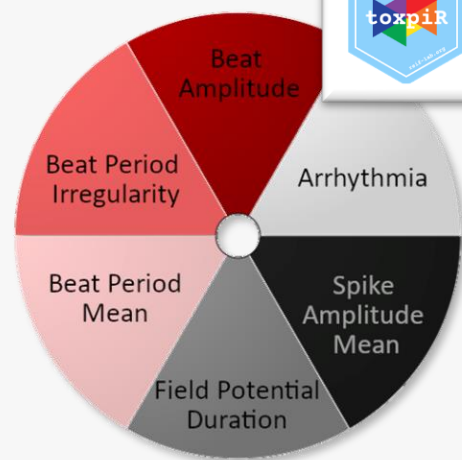 toxpiR
Beat
Amplitude
Beat Period
Irregularity
Arrhythmia
Beat Period
Mean
Spike
Amplitude
Mean
Field Potential
Duration